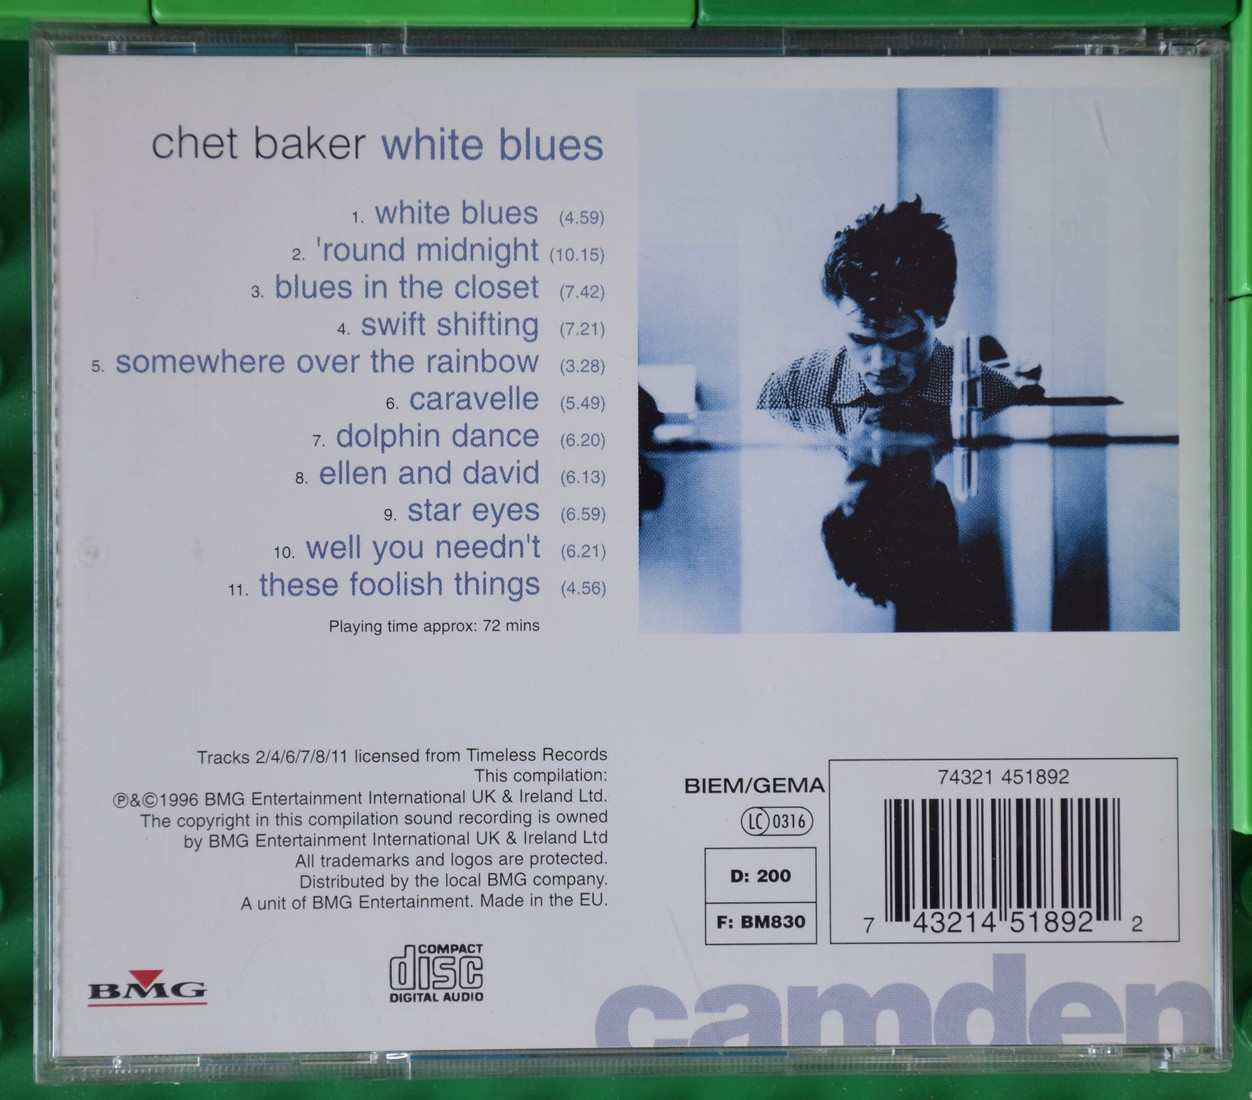 chet baker white blues
1. white blues (4.59)
2. 'round midnight (10.15)
3. blues in the closet (7.42)
4. swift shifting (7.21)
5. somewhere over the rainbow (3.28)
6. caravelle (5.49)
7. dolphin dance (6.20)
8. ellen and david (6.13)
9. star eyes (6.59)
10. well you needn't (6.21)
11. these foolish things (4.56)
Playing time approx: 72 mins
Tracks 2/4/6/7/8/11 licensed from Timeless Records
This compilation:
℗&©1996 BMG Entertainment International UK & Ireland Ltd.
The copyright in this compilation sound recording is owned
by BMG Entertainment International UK & Ireland Ltd
All trademarks and logos are protected.
Distributed by the local BMG company.
A unit of BMG Entertainment. Made in the EU.
BMG
COMPACT
disc
DIGITAL AUDIO
BIEM/GEMA
LC 0316
D: 200
F: BM830
74321 451892
7 43214 51892 2
camden